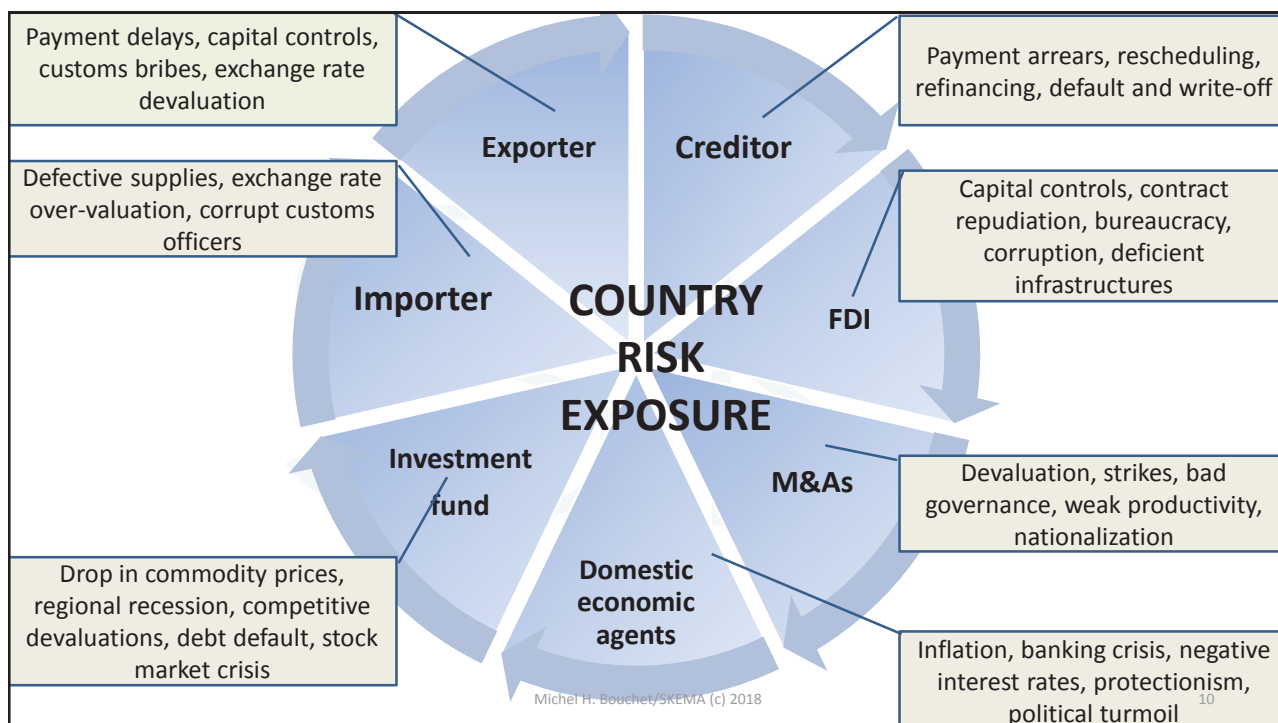 Payment delays, capital controls,
customs bribes, exchange rate
devaluation
Payment arrears, rescheduling,
refinancing, default and write-off
Exporter
Creditor
Defective supplies, exchange rate
over-valuation, corrupt customs
officers
Capital controls, contract
repudiation, bureaucracy,
corruption, deficient
infrastructures
Importer
COUNTRY
RISK
EXPOSURE
FDI
Investment
fund
M&As
Devaluation, strikes, bad
governance, weak productivity,
nationalization
Drop in commodity prices,
regional recession, competitive
devaluations, debt default, stock
market crisis
Domestic
economic
agents
Inflation, banking crisis, negative
interest rates, protectionism,
political turmoil
Michel H. Bouchet/SKEMA (c) 2018
10